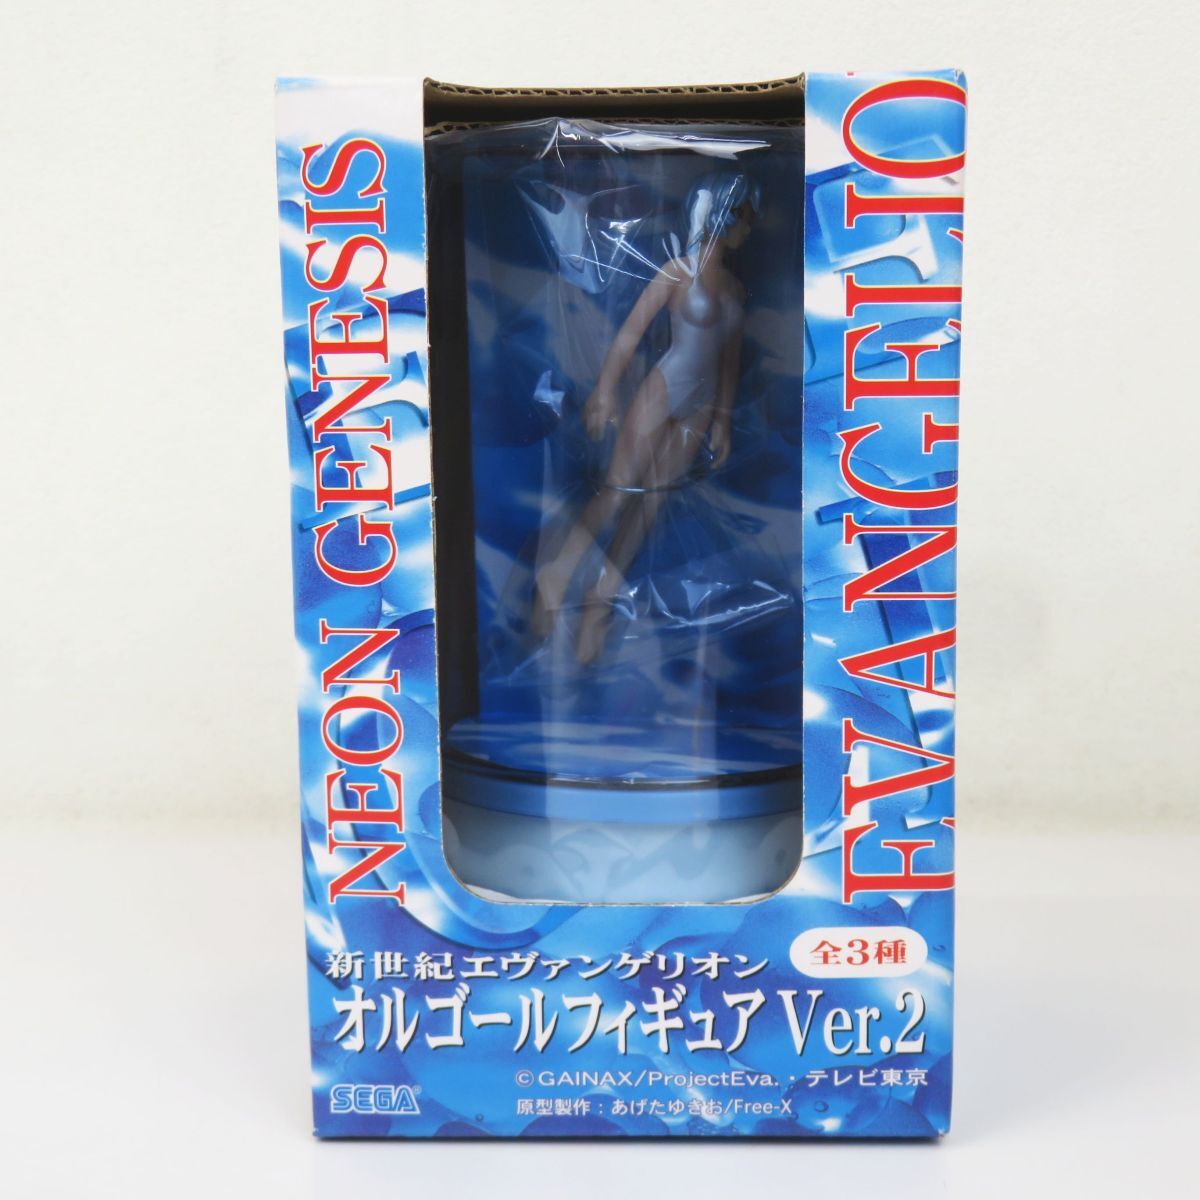 NEON GENESIS
EVANGELIO
新世紀エヴァンゲリオン
全3種
オルゴールフィギュア Ver.2
©GAINAX/ProjectEva.・テレビ東京
SEGA®
原型製作：あげたゆきお/Free-X